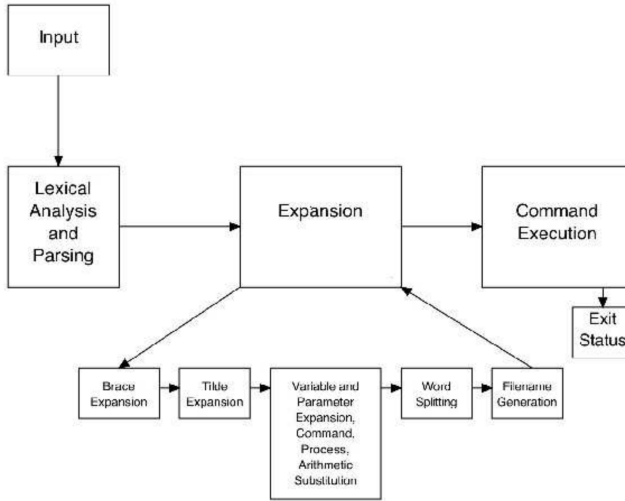 Input
Lexical
Analysis
and
Parsing
Expansion
Command
Execution
Exit
Status
Brace
Expansion
Tilde
Expansion
Variable and
Parameter
Expansion,
Command,
Process,
Arithmetic
Substitution
Word
Splitting
Filename
Generation